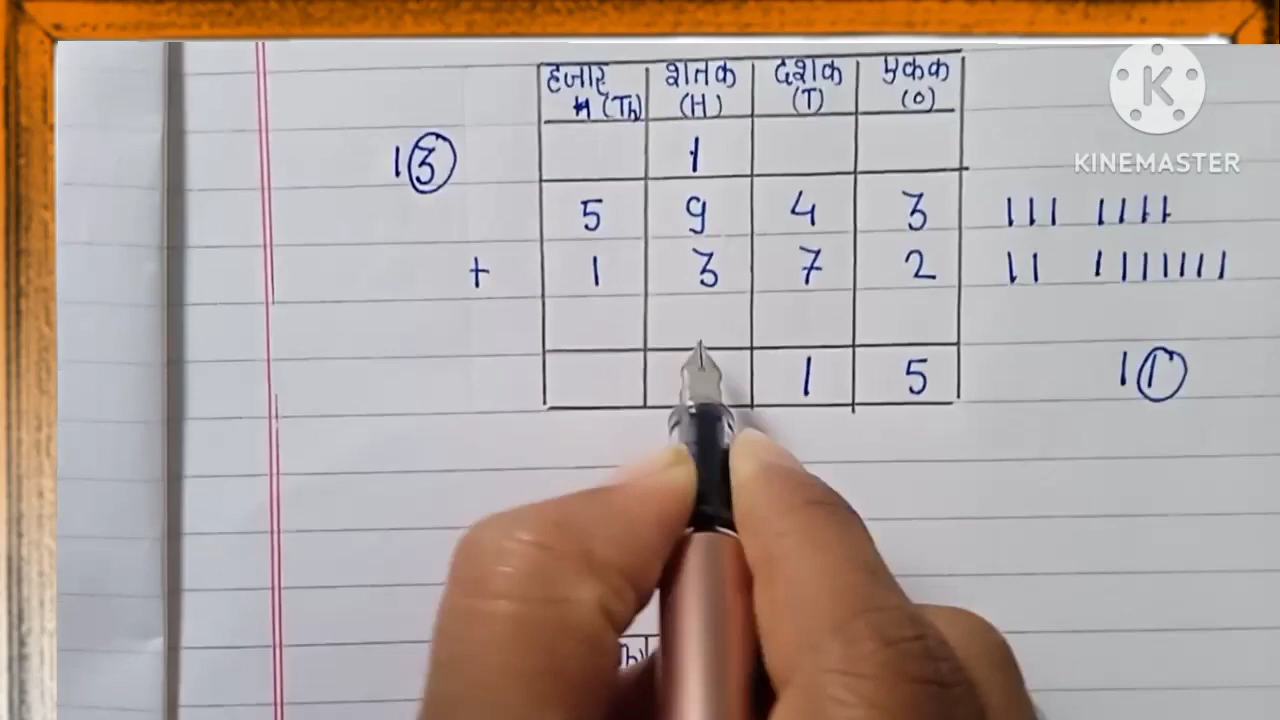 हजार शतक दशक एकक
(Th) (H) (T) (O)
1③ 1
5 9 4 3 ||| ||||
+ 1 3 7 2 || |||||||
1 5 1①
K
KINEMASTER